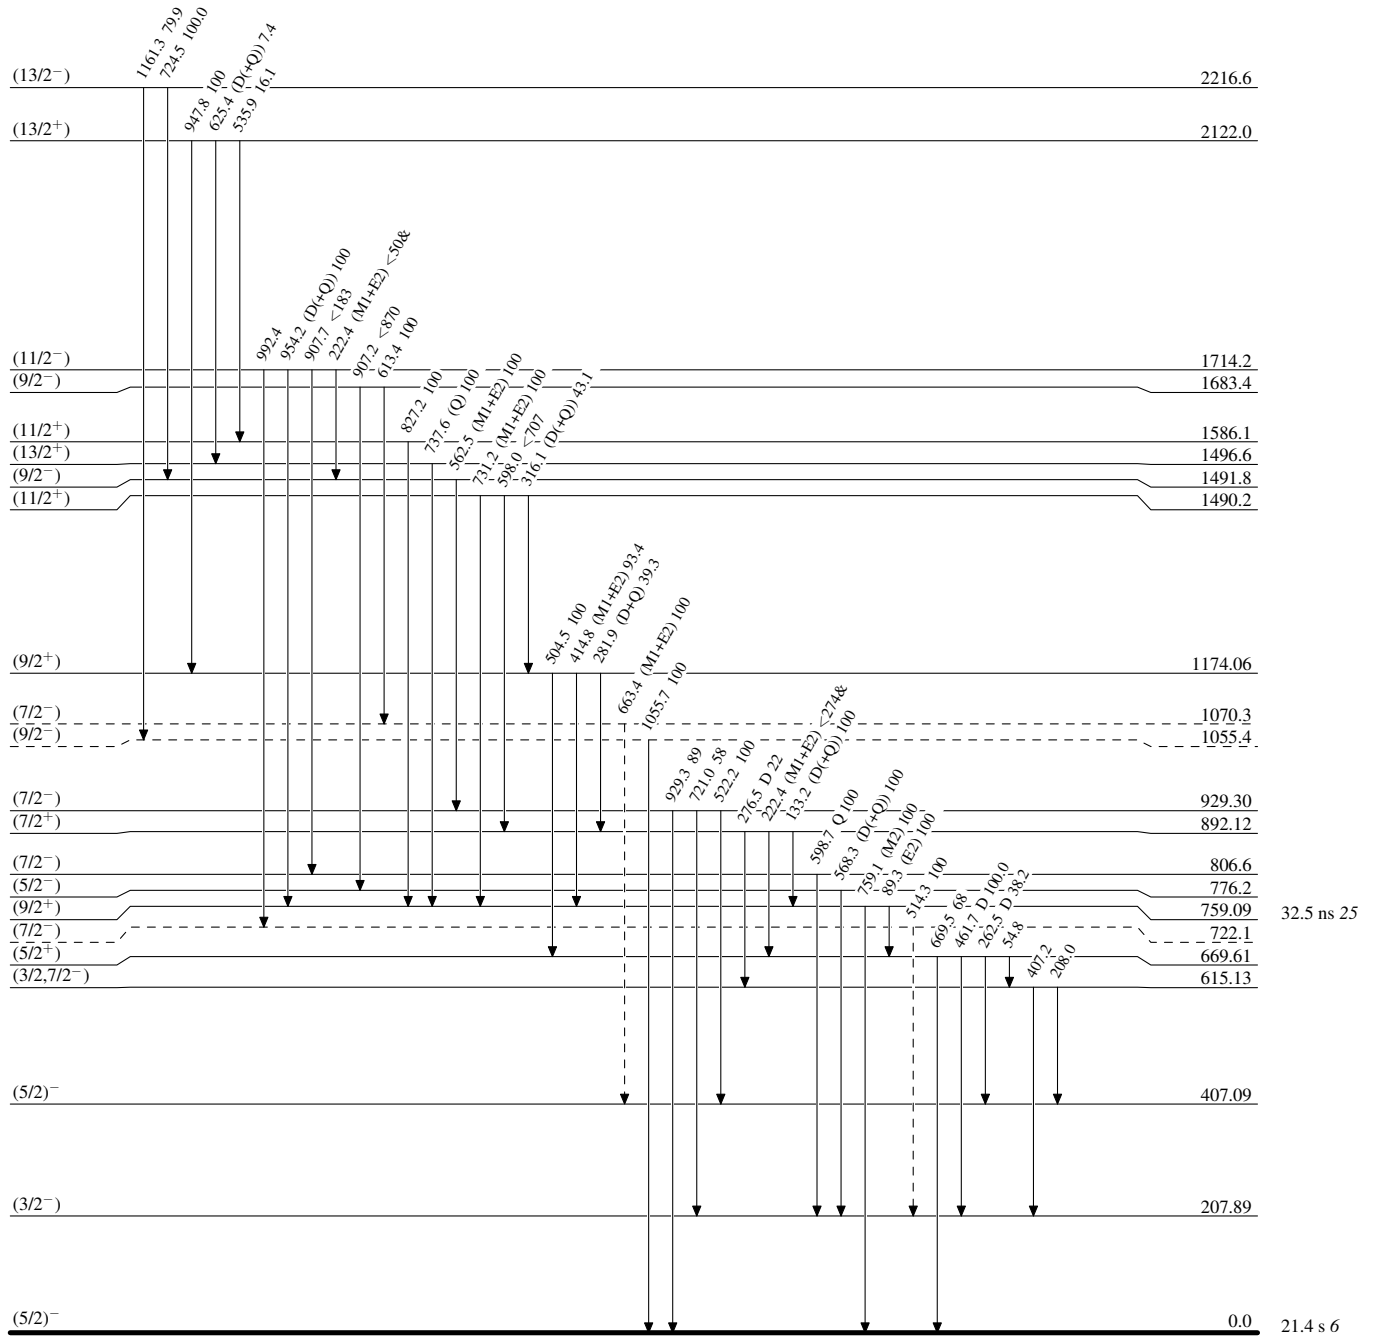 1161.3 79.9
724.5 100.0
947.8 100
625.4 (D(+Q)) 7.4
535.9 16.1
(13/2−) 2216.6
(13/2+) 2122.0
992.4
954.2 (D(+Q)) 100
907.7 <183
222.4 (M1+E2) <50&
907.2 <870
613.4 100
827.2 100
737.6 (Q) 100
562.5 (M1+E2) 100
731.2 (M1+E2) 100
598.0 <707
316.1 (D(+Q)) 43.1
(11/2−) 1714.2
(9/2−) 1683.4
(11/2+) 1586.1
(13/2+) 1496.6
(9/2−) 1491.8
(11/2+) 1490.2
504.5 100
414.8 (M1+E2) 93.4
281.9 (D+Q) 39.3
663.4 (M1+E2) 100
1055.7 100
(9/2+) 1174.06
(7/2−) 1070.3
(9/2−) 1055.4
929.3 89
721.0 58
522.2 100
276.5 D 22
222.4 (M1+E2) <274&
133.2 (D(+Q)) 100
598.7 Q 100
568.3 (D(+Q)) 100
759.1 (M2) 100
89.3 (E2) 100
514.3 100
669.5 68
461.7 D 100.0
262.5 D 38.2
54.8
407.2
208.0
(7/2−) 929.30
(7/2+) 892.12
(7/2−) 806.6
(5/2−) 776.2
(9/2+) 759.09 32.5 ns 25
(7/2−) 722.1
(5/2+) 669.61
(3/2,7/2−) 615.13
(5/2)− 407.09
(3/2−) 207.89
(5/2)− 0.0 21.4 s 6